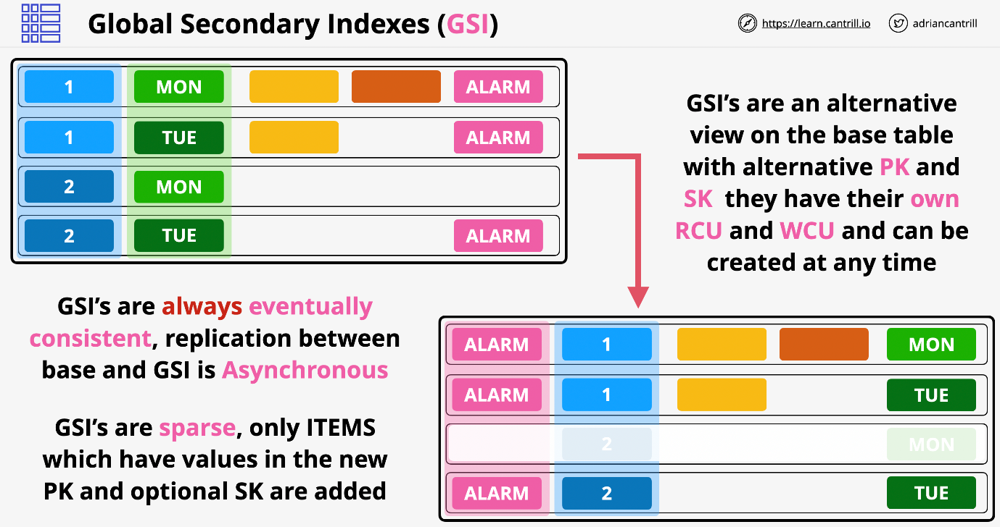 Global Secondary Indexes (GSI)
https://learn.cantrill.io
adriancantrill
1 MON ALARM
1 TUE ALARM
2 MON
2 TUE ALARM
GSI’s are an alternative
view on the base table
with alternative PK and
SK they have their own
RCU and WCU and can be
created at any time
GSI’s are always eventually
consistent, replication between
base and GSI is Asynchronous
GSI’s are sparse, only ITEMS
which have values in the new
PK and optional SK are added
ALARM 1 MON
ALARM 1 TUE
2 MON
ALARM 2 TUE